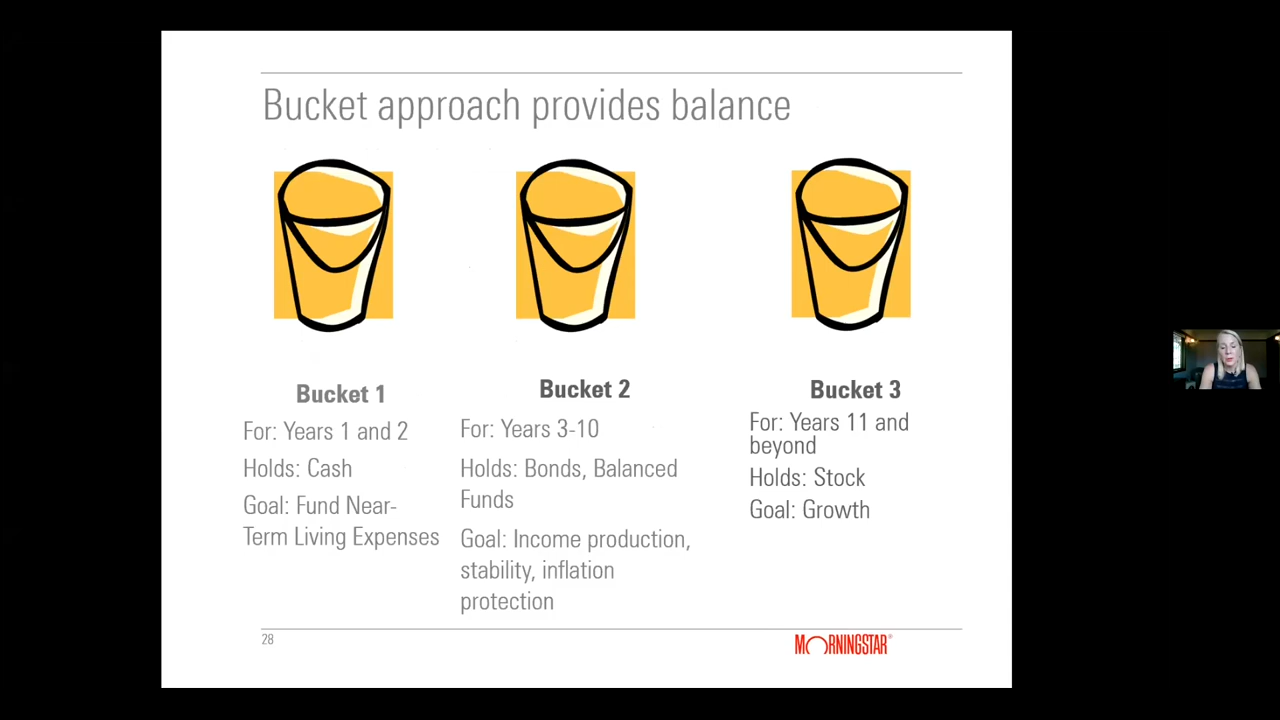 Bucket approach provides balance
Bucket 1
For: Years 1 and 2
Holds: Cash
Goal: Fund Near-
Term Living Expenses
Bucket 2
For: Years 3-10
Holds: Bonds, Balanced
Funds
Goal: Income production,
stability, inflation
protection
Bucket 3
For: Years 11 and
beyond
Holds: Stock
Goal: Growth
28
MORNINGSTAR®